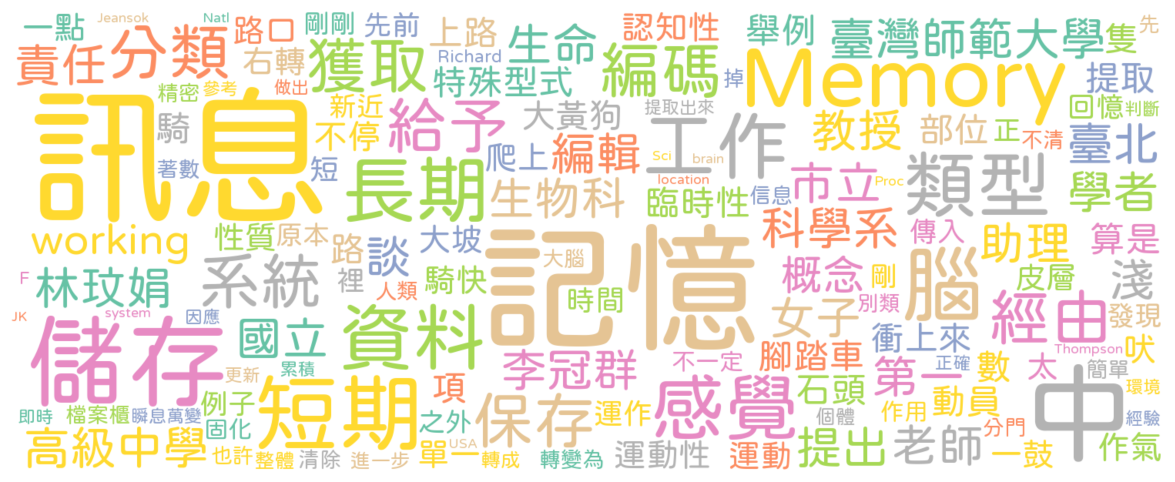 一點
Jeansok
Natl
路口
剛剛
先前
上路
生命
認知性
舉例
臺灣師範大學
隻
先
責任
分類
右轉
獲取
Richard
特殊型式
編碼
Memory
掉
提取
精密
參考
做出
新近
不停
給予
大黃狗
提取出來
工作
教授
部位
正
回憶
判斷
不清
騎
訊息
著數
短
長期
爬上
編輯
Sci
brain
location
信息
臨時性
市立
Proc
類型
臺北
學者
working
性質
原本
路
談
大坡
生物科
科學系
傳入
助理
算是
F
林玟娟
系統
裡
人類
騎快
記憶
大腦
時間
概念
剛
別類
腦
皮層
淺
JK
system
因應
儲存
國立
資料
李冠群
不一定
女子
腳踏車
衝上來
正確
經由
發現
Thompson
吠
累積
更新
例子
短期
項
之外
保存
運作
感覺
石頭
個體
第一
作用
數
動員
太
簡單
環境
經驗
即時
檔案櫃
瞬息萬變
固化
高級中學
也許
整體
清除
進一步
單一
USA
轉成
轉變為
運動性
運動
提出
老師
分門
一鼓
中
作氣